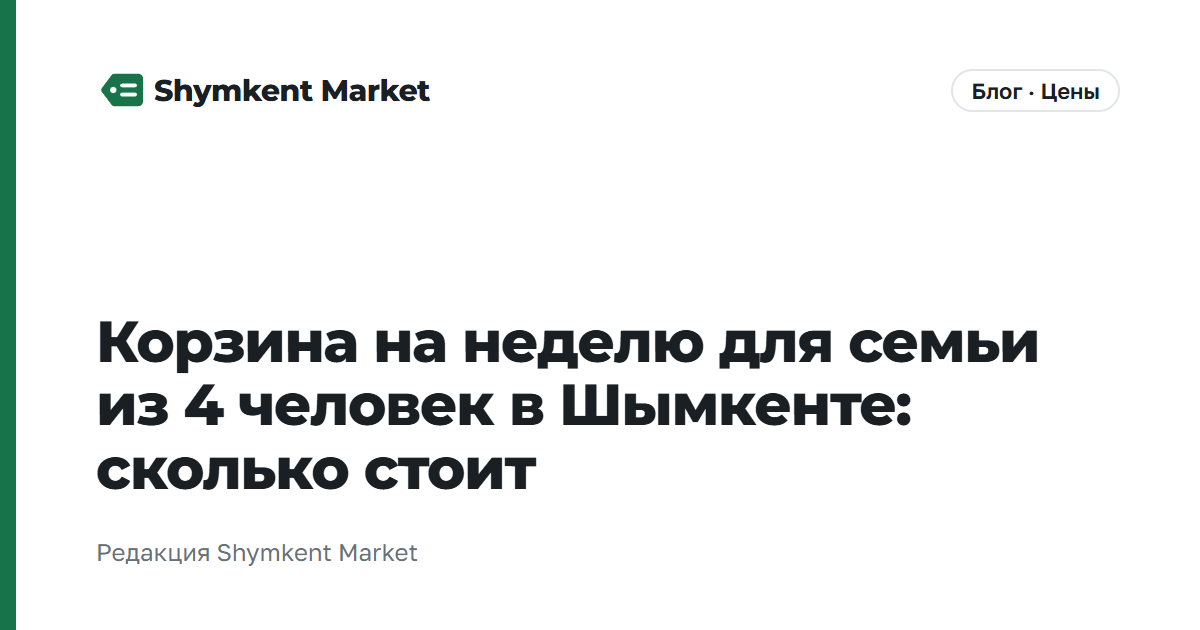 Shymkent Market
Блог · Цены
Корзина на неделю для семьи
из 4 человек в Шымкенте:
сколько стоит
Редакция Shymkent Market